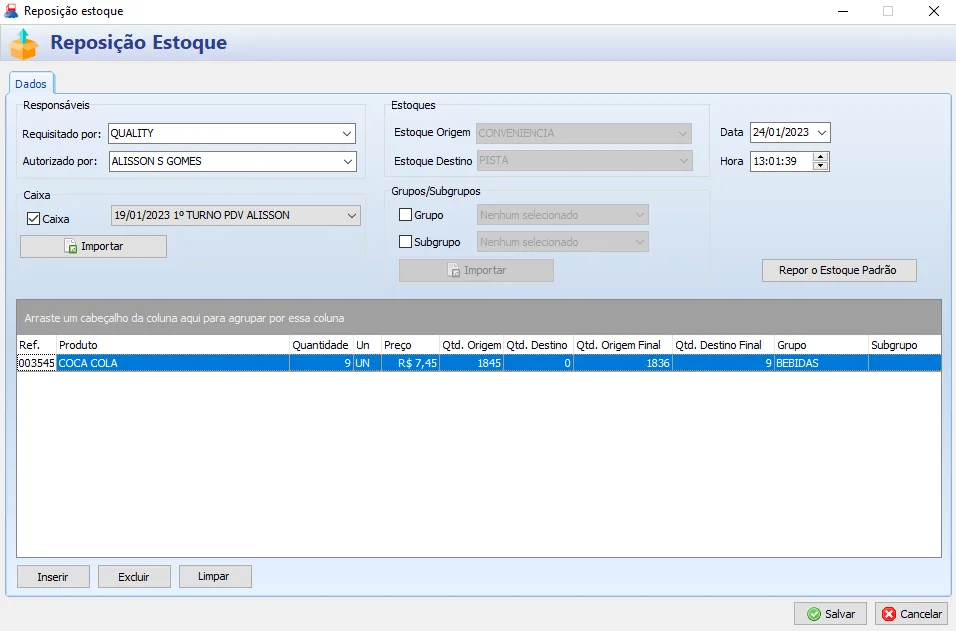 Reposição estoque
Reposição Estoque
Dados
Responsáveis
Requisitado por: QUALITY
Autorizado por: ALISSON S GOMES
Estoques
Estoque Origem CONVENIENCIA
Estoque Destino PISTA
Data 24/01/2023
Hora 13:01:39
Caixa
Caixa 19/01/2023 1º TURNO PDV ALISSON
Importar
Grupos/Subgrupos
Grupo Nenhum selecionado
Subgrupo Nenhum selecionado
Importar
Repor o Estoque Padrão
Arraste um cabeçalho da coluna aqui para agrupar por essa coluna
Ref. Produto Quantidade Un Preço Qtd. Origem Qtd. Destino Qtd. Origem Final Qtd. Destino Final Grupo Subgrupo
003545 COCA COLA 9 UN R$ 7,45 1845 0 1836 9 BEBIDAS
Inserir Excluir Limpar
Salvar Cancelar